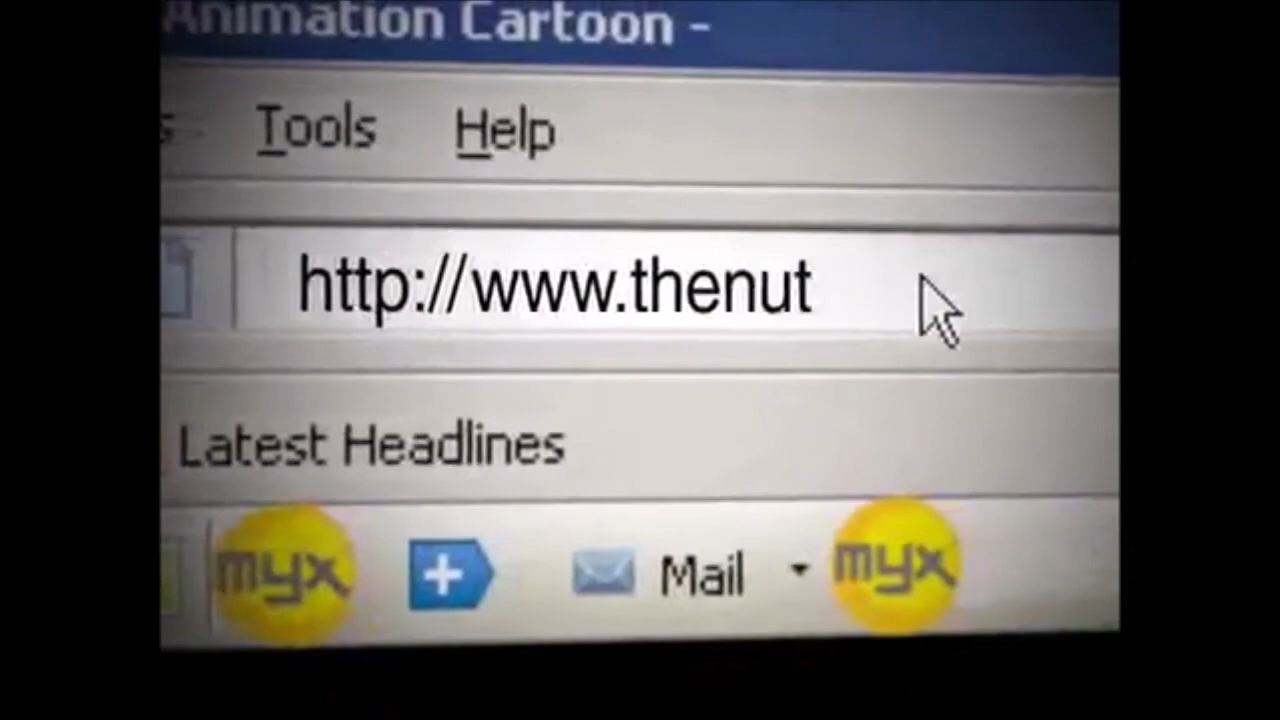 Animation Cartoon -
Tools Help
http://www.thenut
Latest Headlines
myx Mail myx